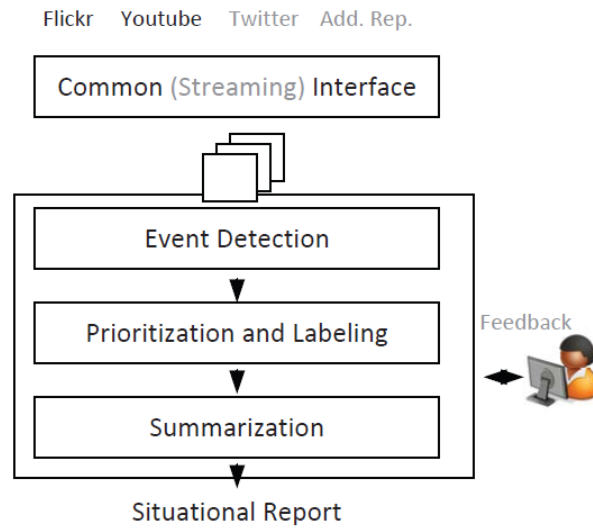 Flickr Youtube Twitter Add. Rep.
Common (Streaming) Interface
Event Detection
Prioritization and Labeling
Feedback
Summarization
Situational Report